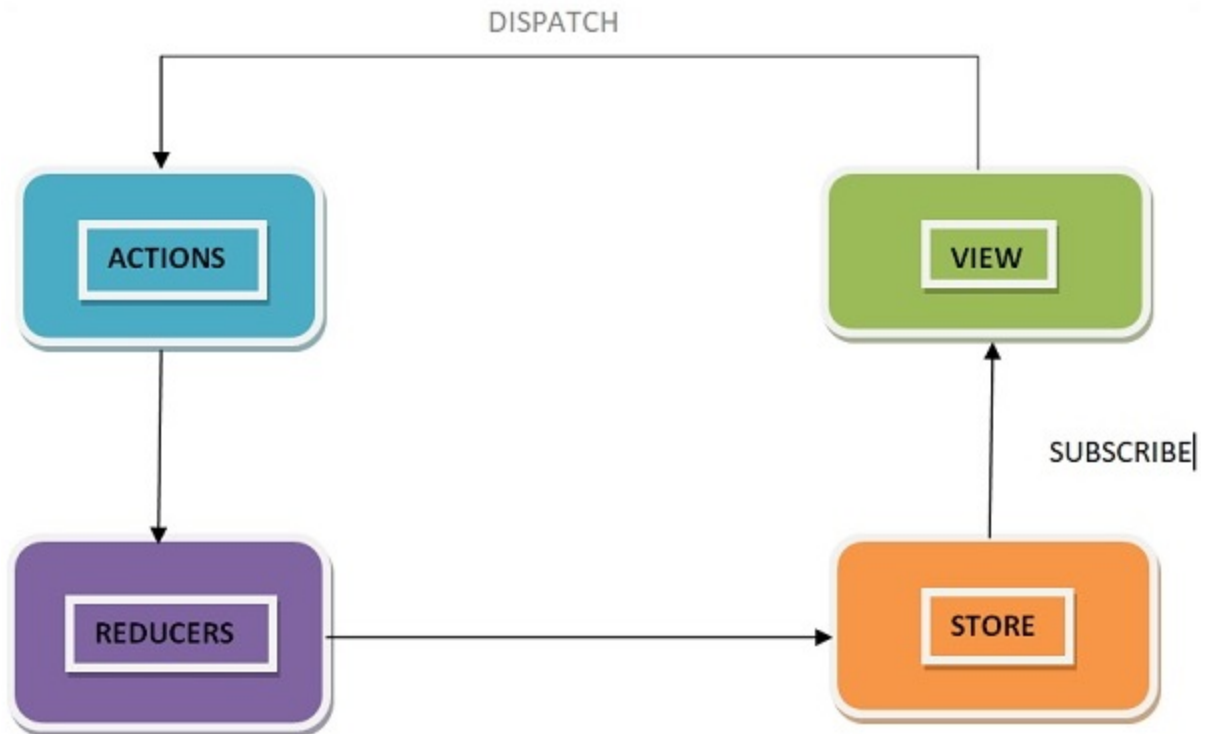 DISPATCH
ACTIONS
VIEW
SUBSCRIBE
REDUCERS
STORE